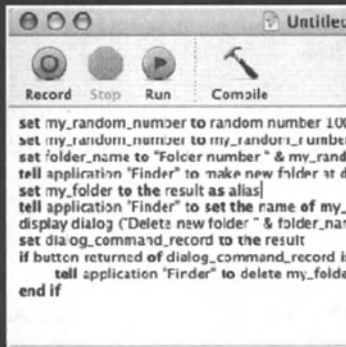 Untitled
Record Stop Run Compile
set my_random_number to random number 100
set my_random_number to my_random_number
set folder_name to "Folder number " & my_rand
tell application "Finder" to make new folder at d
set my_folder to the result as alias
tell application "Finder" to set the name of my_
display dialog ("Delete new folder " & folder_nam
set dialog_command_record to the result
if button returned of dialog_command_record is
tell application "Finder" to delete my_folde
end if